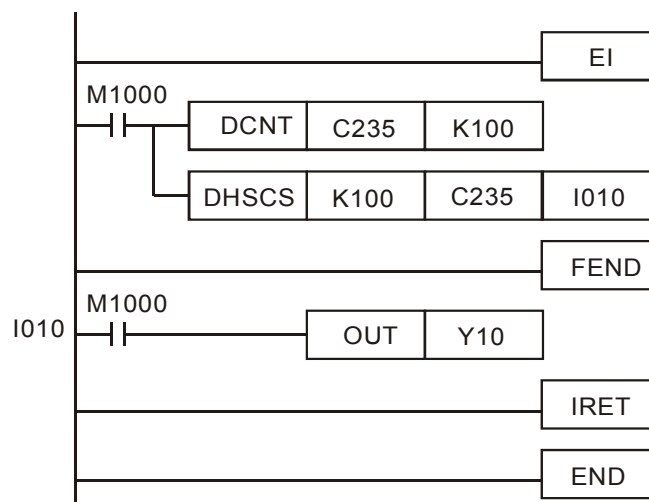 EI
M1000
DCNT C235 K100
DHSCS K100 C235 I010
FEND
M1000
I010 OUT Y10
IRET
END